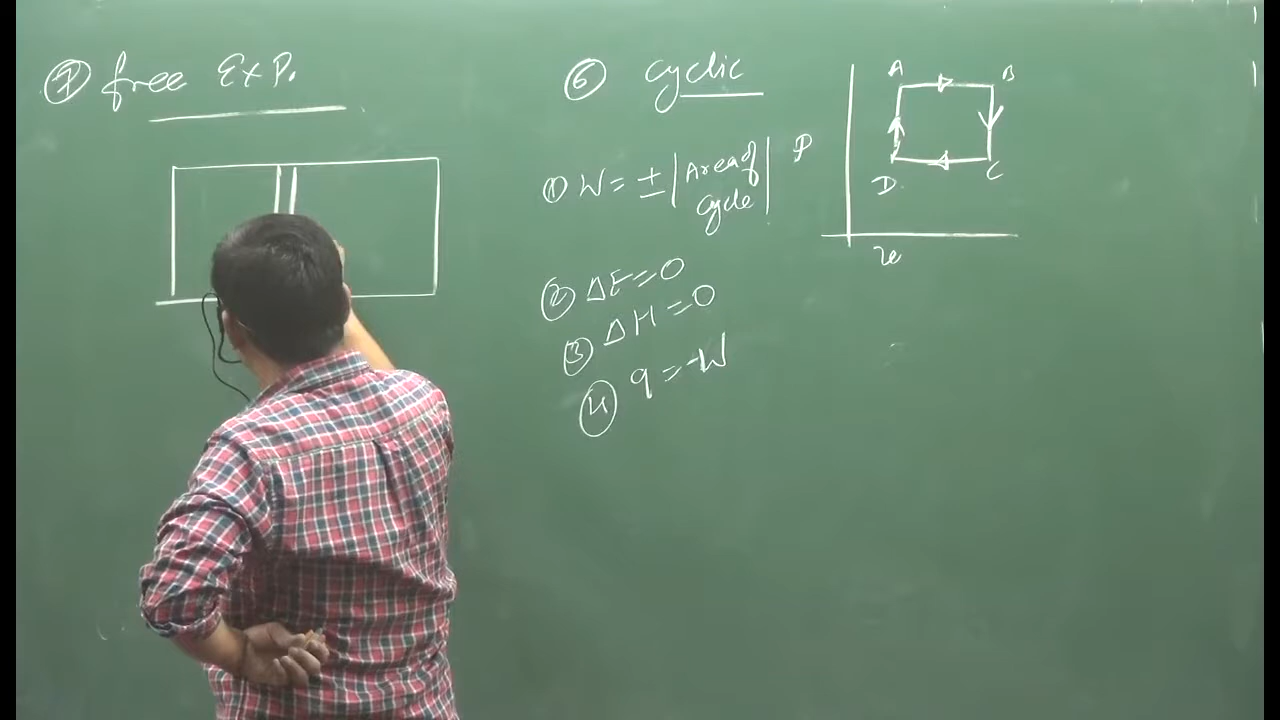 ⑦ free Exp.
⑥ cyclic
① W = ± |Area of
cycle|
② ΔE = 0
③ ΔH = 0
④ q = -W
A B
P
D C
v